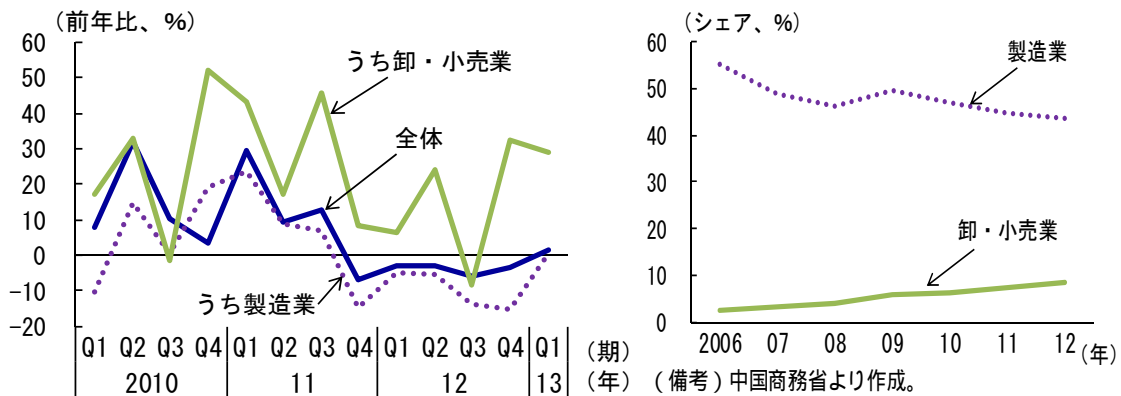 (前年比、%)
60
50
40
30
20
10
0
-10
-20
うち卸・小売業
全体
うち製造業
Q1 Q2 Q3 Q4 Q1 Q2 Q3 Q4 Q1 Q2 Q3 Q4 Q1 (期)
2010 11 12 13 (年)
(シェア、%)
60
50
40
30
20
10
0
製造業
卸・小売業
2006 07 08 09 10 11 12 (年)
(備考)中国商務省より作成。